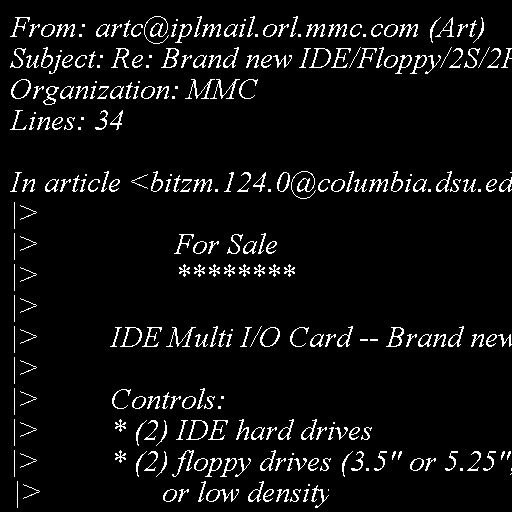 From: artc@iplmail.orl.mmc.com (Art)
Subject: Re: Brand new IDE/Floppy/2S/2P
Organization: MMC
Lines: 34

In article <bitzm.124.0@columbia.dsu.ed
|>
|> For Sale
|> ********
|>
|> IDE Multi I/O Card -- Brand new
|>
|> Controls:
|> * (2) IDE hard drives
|> * (2) floppy drives (3.5" or 5.25",
|> or low density